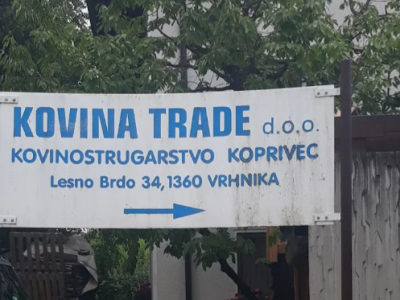 KOVINA TRADE d.o.o.
KOVINOSTRUGARSTVO KOPRIVEC
Lesno Brdo 34, 1360 VRHNIKA